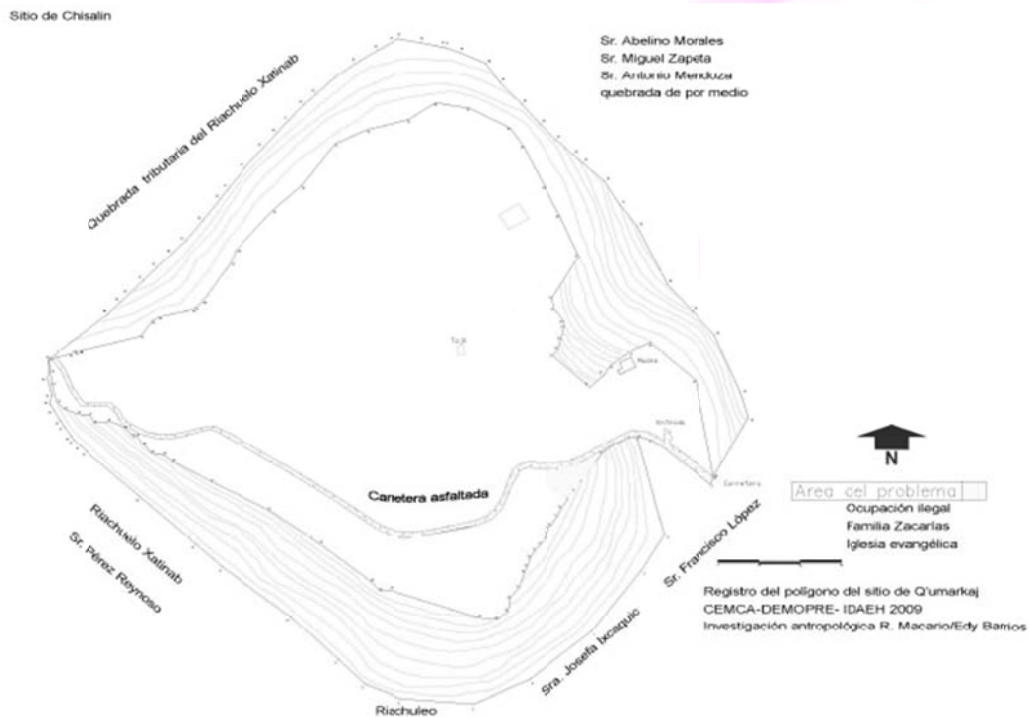 Sitio de Chisalin
Sr. Abelino Morales
Sr. Miguel Zapeta
Sr. Antonio Mendoza
quebrada de por medio
Quebrada tributaria del Riachuelo Xatinab
Museo
Carretera asfaltada
Carretera
N
Area cel problema
Ocupación ilegal
Familia Zacarías
Iglesia evangélica
Riachuelo Xatinab
Sr. Pérez Reynoso
Sr. Francisco López
Registro del polígono del sitio de Q'umarkaj
CEMCA-DEMOPRE- IDAEH 2009
Investigación antropológica R. Macario/Edy Barrios
Sra. Josefa Ixcaquic
Riachuleo